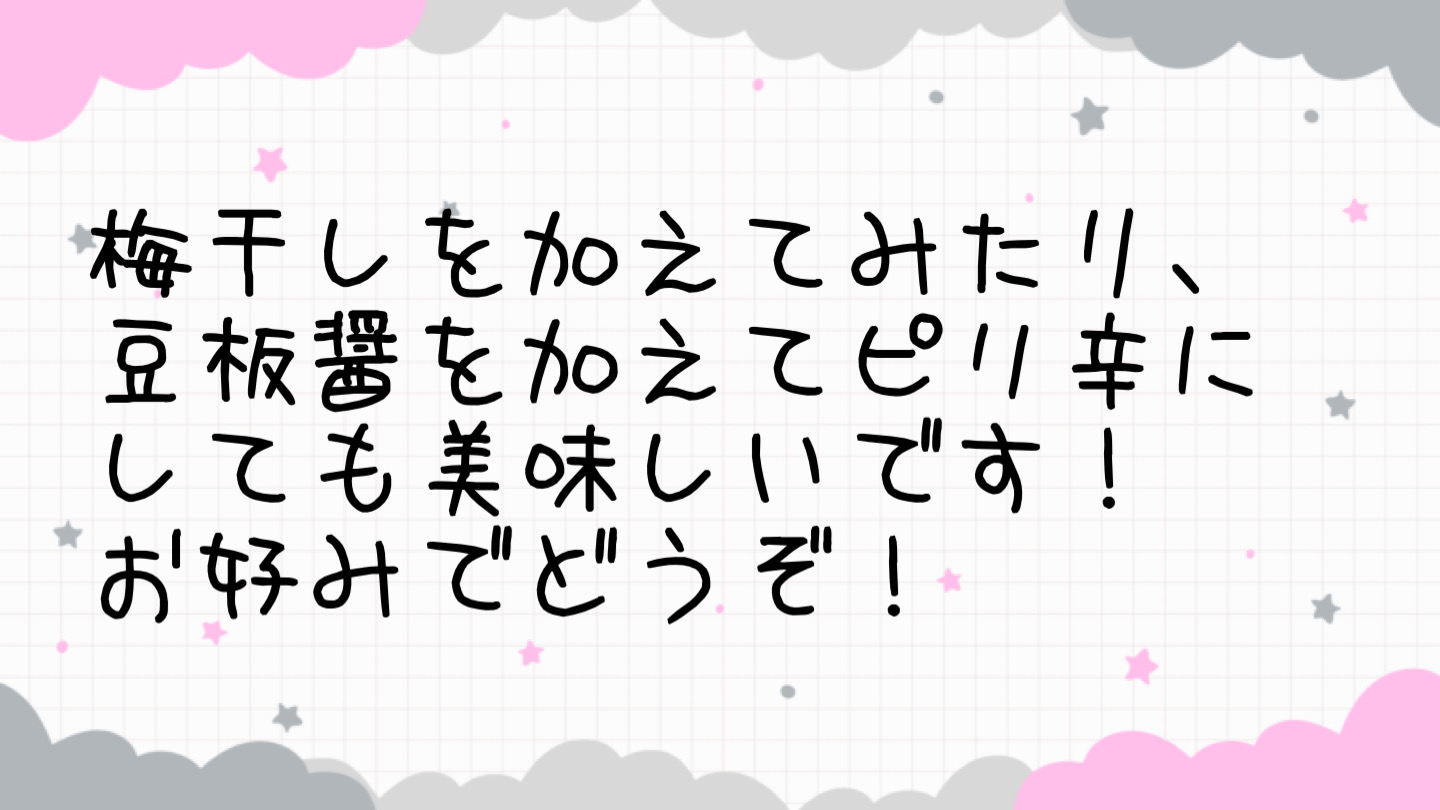 梅干しを加えてみたり、
豆板醤を加えてピリ辛に
しても美味しいです！
お好みでどうぞ！